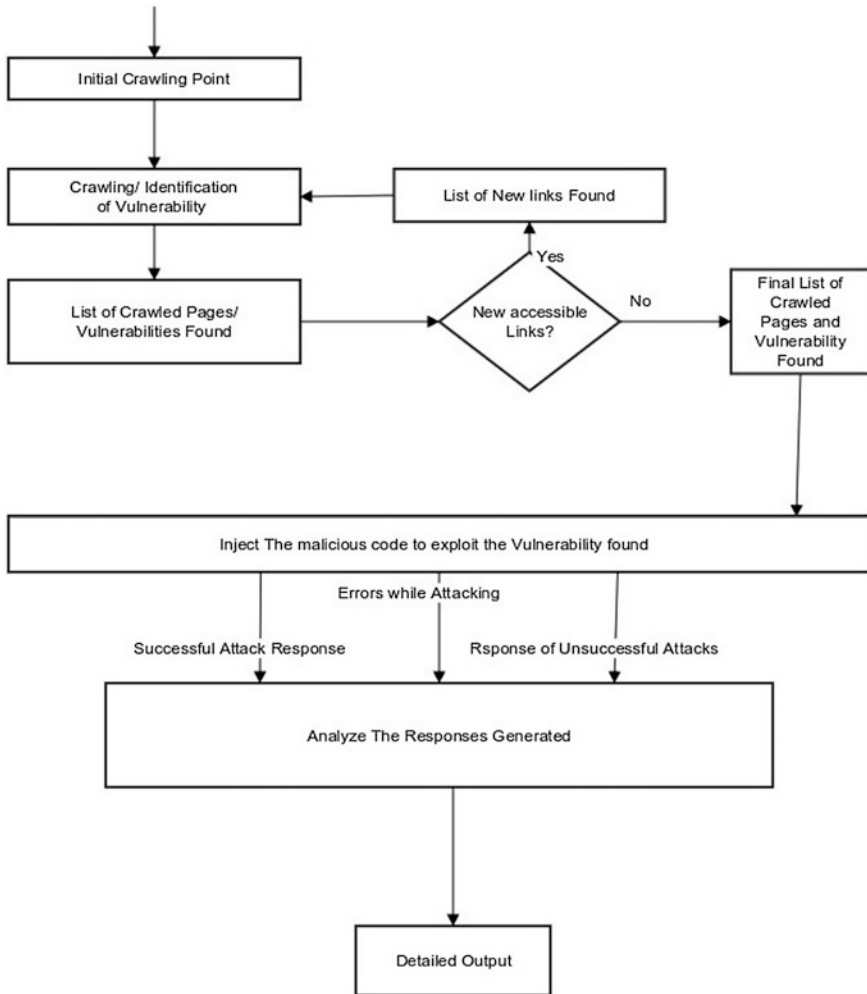 Initial Crawling Point
Crawling/ Identification
of Vulnerability
List of New links Found
Yes
List of Crawled Pages/
Vulnerabilities Found
New accessible
Links?
No
Final List of
Crawled
Pages and
Vulnerability
Found
Inject The malicious code to exploit the Vulnerability found
Errors while Attacking
Successful Attack Response
Rsponse of Unsuccessful Attacks
Analyze The Responses Generated
Detailed Output